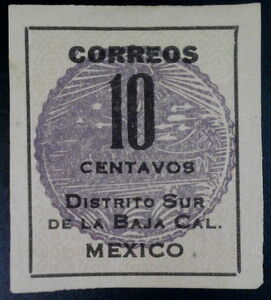 CORREOS
10
CENTAVOS
DISTRITO SUR
DE LA BAJA CAL.
MEXICO